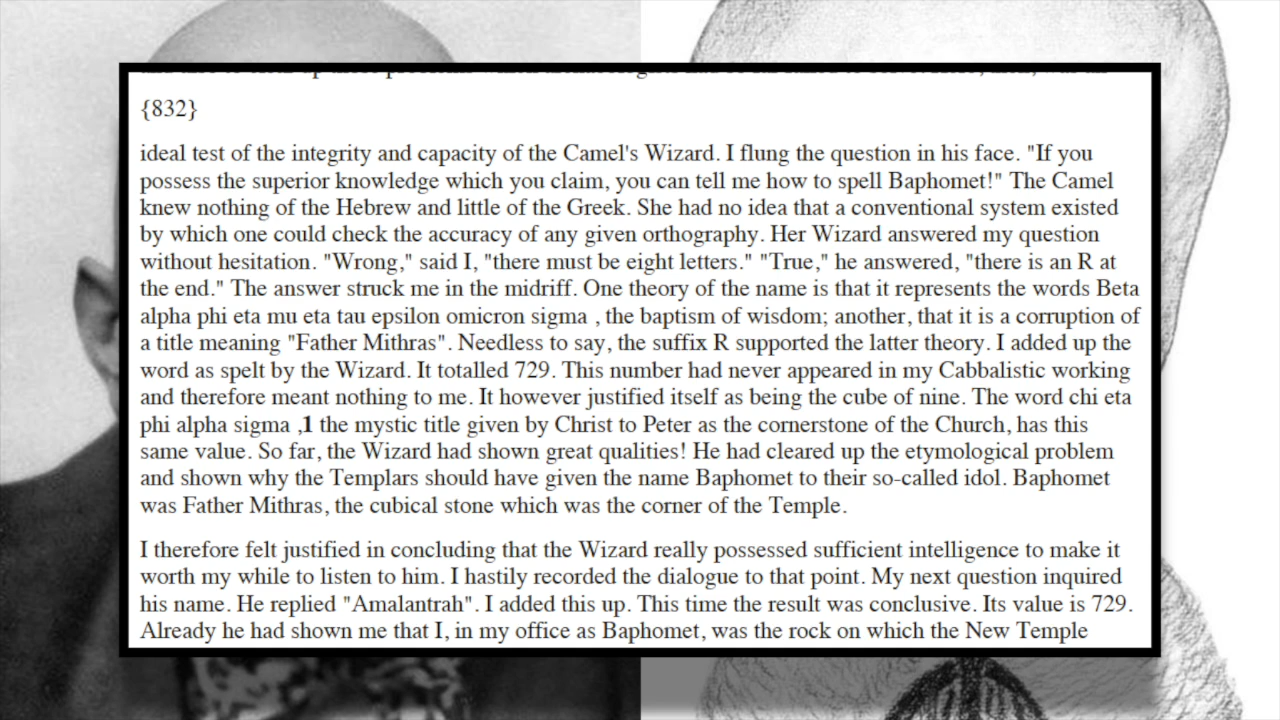 {832}
ideal test of the integrity and capacity of the Camel's Wizard. I flung the question in his face. "If you
possess the superior knowledge which you claim, you can tell me how to spell Baphomet!" The Camel
knew nothing of the Hebrew and little of the Greek. She had no idea that a conventional system existed
by which one could check the accuracy of any given orthography. Her Wizard answered my question
without hesitation. "Wrong," said I, "there must be eight letters." "True," he answered, "there is an R at
the end." The answer struck me in the midriff. One theory of the name is that it represents the words Beta
alpha phi eta mu eta tau epsilon omicron sigma , the baptism of wisdom; another, that it is a corruption of
a title meaning "Father Mithras". Needless to say, the suffix R supported the latter theory. I added up the
word as spelt by the Wizard. It totalled 729. This number had never appeared in my Cabbalistic working
and therefore meant nothing to me. It however justified itself as being the cube of nine. The word chi eta
phi alpha sigma ,1 the mystic title given by Christ to Peter as the cornerstone of the Church, has this
same value. So far, the Wizard had shown great qualities! He had cleared up the etymological problem
and shown why the Templars should have given the name Baphomet to their so-called idol. Baphomet
was Father Mithras, the cubical stone which was the corner of the Temple.
I therefore felt justified in concluding that the Wizard really possessed sufficient intelligence to make it
worth my while to listen to him. I hastily recorded the dialogue to that point. My next question inquired
his name. He replied "Amalantrah". I added this up. This time the result was conclusive. Its value is 729.
Already he had shown me that I, in my office as Baphomet, was the rock on which the New Temple